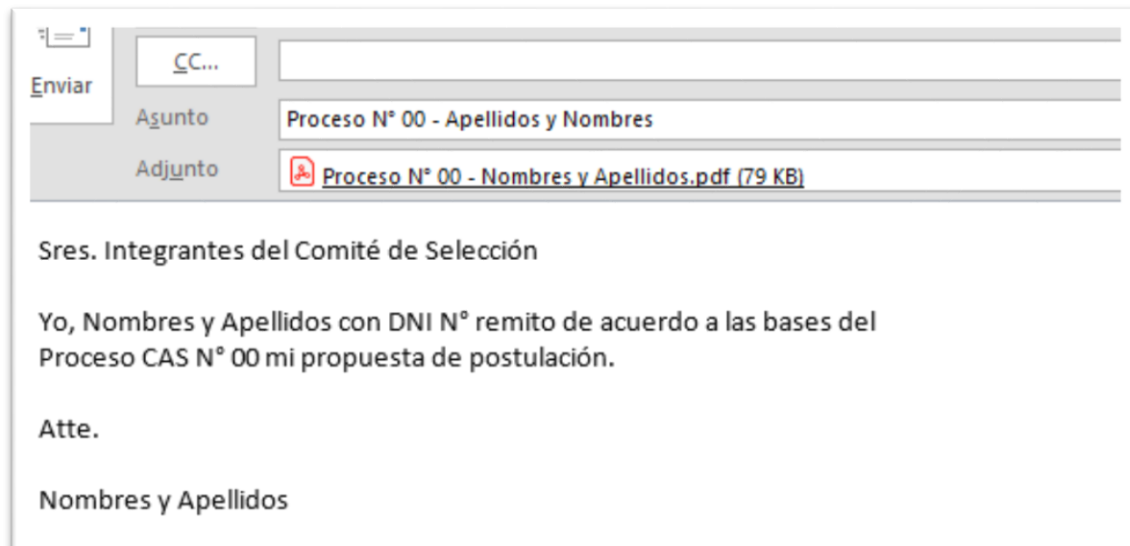 CC...
Enviar
Asunto
Proceso N° 00 - Apellidos y Nombres
Adjunto
Proceso N° 00 - Nombres y Apellidos.pdf (79 KB)
Sres. Integrantes del Comité de Selección
Yo, Nombres y Apellidos con DNI N° remito de acuerdo a las bases del
Proceso CAS N° 00 mi propuesta de postulación.
Atte.
Nombres y Apellidos